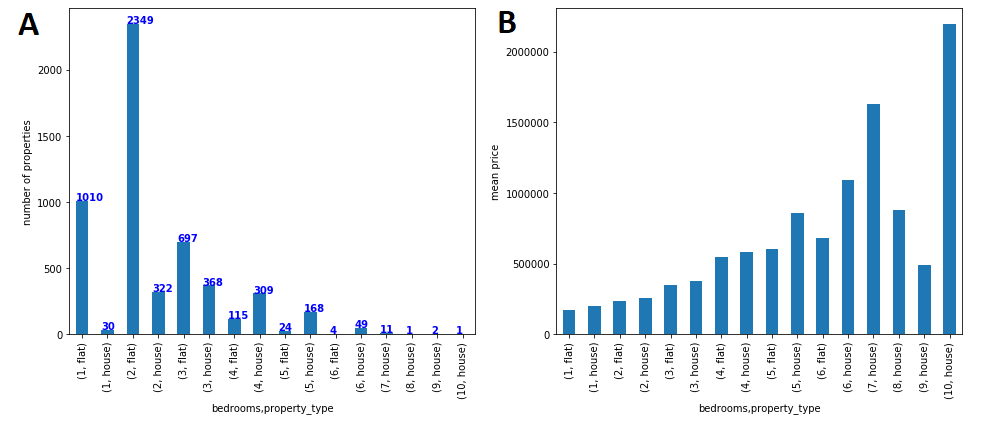 A
2349
2000
1500
1000
500
0
number of properties
1010
30
322
697
368
115
309
24
168
4
49
11
1
2
1
(1, flat)
(1, house)
(2, flat)
(2, house)
(3, flat)
(3, house)
(4, flat)
(4, house)
(5, flat)
(5, house)
(6, flat)
(6, house)
(7, house)
(8, house)
(9, house)
(10, house)
bedrooms,property_type
B
2000000
1500000
1000000
500000
0
mean price
(1, flat)
(1, house)
(2, flat)
(2, house)
(3, flat)
(3, house)
(4, flat)
(4, house)
(5, flat)
(5, house)
(6, flat)
(6, house)
(7, house)
(8, house)
(9, house)
(10, house)
bedrooms,property_type